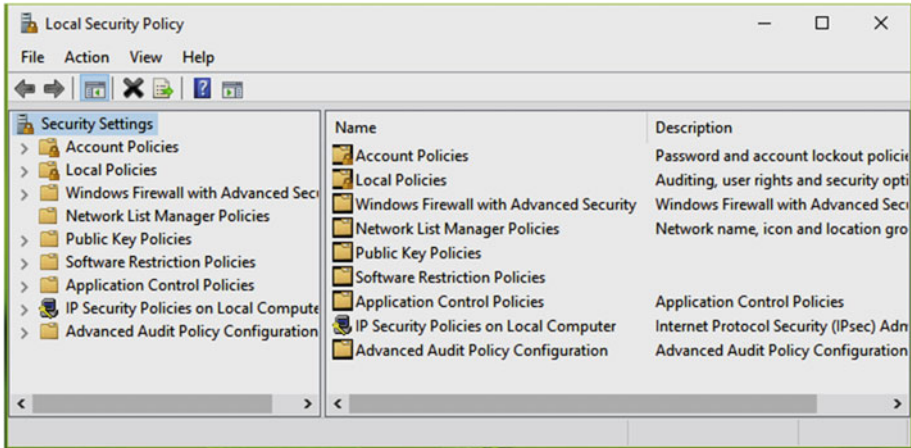 Local Security Policy
File Action View Help
Security Settings
Account Policies
Local Policies
Windows Firewall with Advanced Secu
Network List Manager Policies
Public Key Policies
Software Restriction Policies
Application Control Policies
IP Security Policies on Local Compute
Advanced Audit Policy Configuration
Name Description
Account Policies Password and account lockout policie
Local Policies Auditing, user rights and security opti
Windows Firewall with Advanced Security Windows Firewall with Advanced Secu
Network List Manager Policies Network name, icon and location gro
Public Key Policies
Software Restriction Policies
Application Control Policies Application Control Policies
IP Security Policies on Local Computer Internet Protocol Security (IPsec) Adm
Advanced Audit Policy Configuration Advanced Audit Policy Configuration